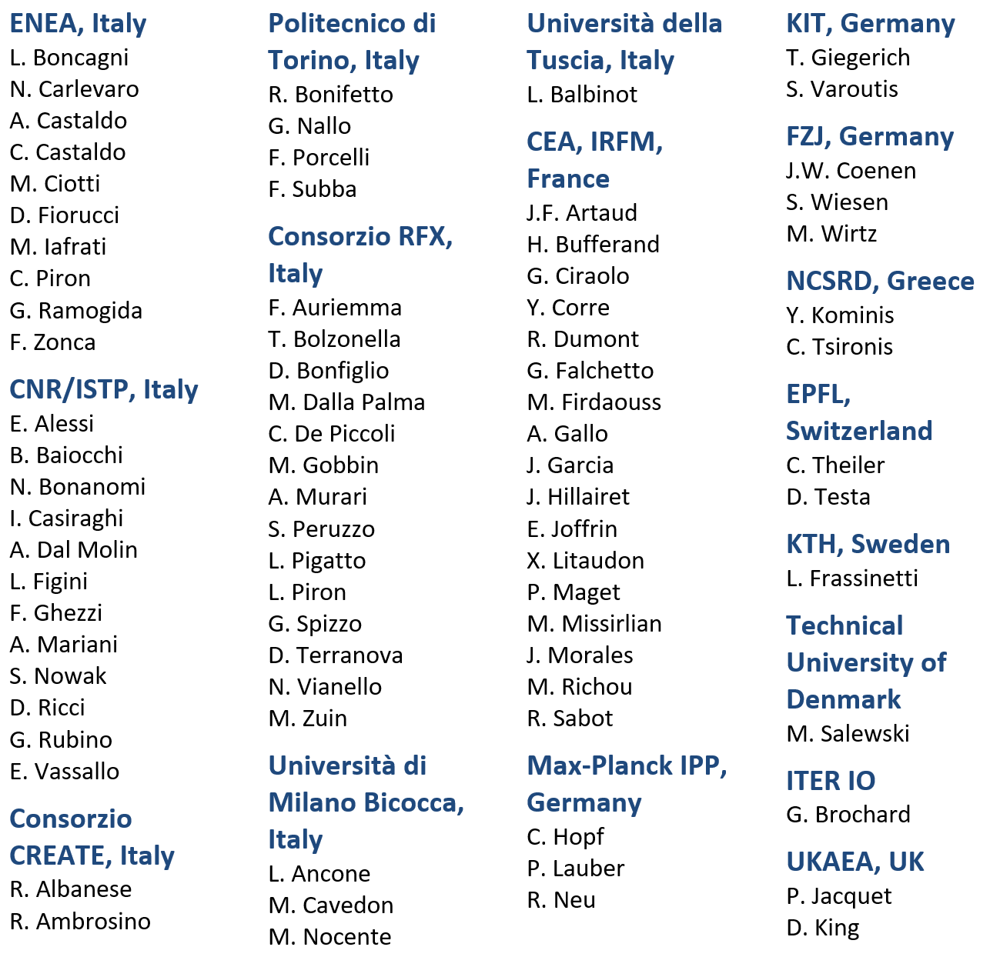 ENEA, Italy
L. Boncagni
N. Carlevaro
A. Castaldo
C. Castaldo
M. Ciotti
D. Fiorucci
M. Iafrati
C. Piron
G. Ramogida
F. Zonca
CNR/ISTP, Italy
E. Alessi
B. Baiocchi
N. Bonanomi
I. Casiraghi
A. Dal Molin
L. Figini
F. Ghezzi
A. Mariani
S. Nowak
D. Ricci
G. Rubino
E. Vassallo
Consorzio
CREATE, Italy
R. Albanese
R. Ambrosino
Politecnico di
Torino, Italy
R. Bonifetto
G. Nallo
F. Porcelli
F. Subba
Consorzio RFX,
Italy
F. Auriemma
T. Bolzonella
D. Bonfiglio
M. Dalla Palma
C. De Piccoli
M. Gobbin
A. Murari
S. Peruzzo
L. Pigatto
L. Piron
G. Spizzo
D. Terranova
N. Vianello
M. Zuin
Università di
Milano Bicocca,
Italy
L. Ancone
M. Cavedon
M. Nocente
Università della
Tuscia, Italy
L. Balbinot
CEA, IRFM,
France
J.F. Artaud
H. Bufferand
G. Ciraolo
Y. Corre
R. Dumont
G. Falchetto
M. Firdaouss
A. Gallo
J. Garcia
J. Hillairet
E. Joffrin
X. Litaudon
P. Maget
M. Missirlian
J. Morales
M. Richou
R. Sabot
Max-Planck IPP,
Germany
C. Hopf
P. Lauber
R. Neu
KIT, Germany
T. Giegerich
S. Varoutis
FZJ, Germany
J.W. Coenen
S. Wiesen
M. Wirtz
NCSRD, Greece
Y. Kominis
C. Tsironis
EPFL,
Switzerland
C. Theiler
D. Testa
KTH, Sweden
L. Frassinetti
Technical
University of
Denmark
M. Salewski
ITER IO
G. Brochard
UKAEA, UK
P. Jacquet
D. King